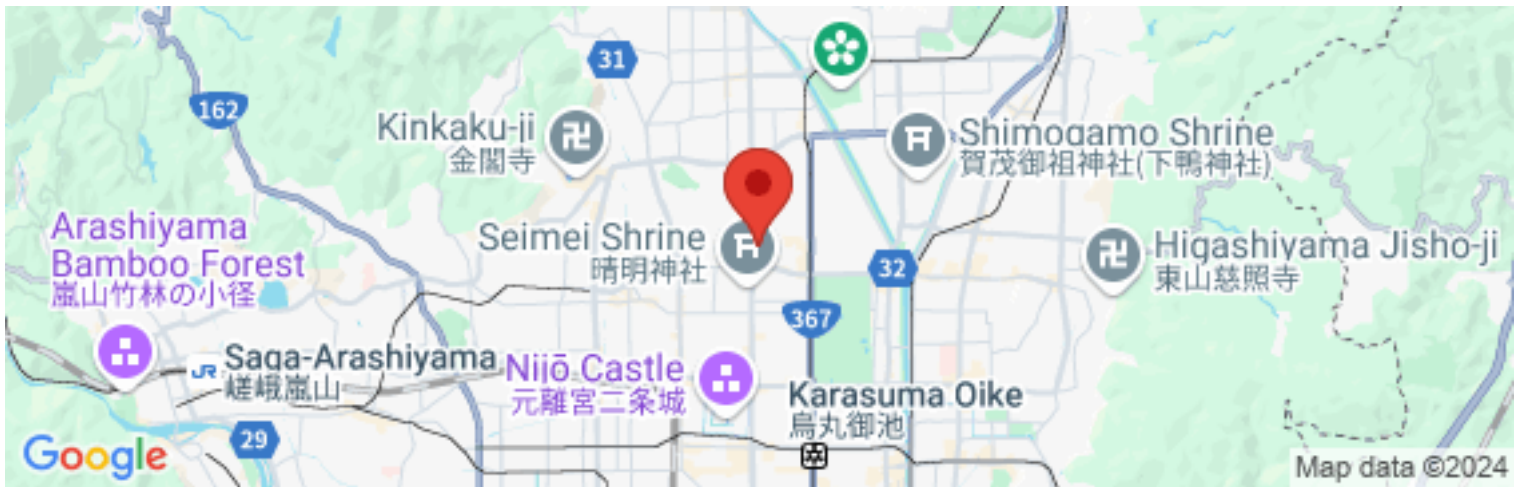 31
162
Kinkaku-ji
金閣寺
Shimogamo Shrine
賀茂御祖神社(下鴨神社)
Arashiyama
Bamboo Forest
嵐山竹林の小径
Seimei Shrine
晴明神社
32
Higashiyama Jisho-ji
東山慈照寺
367
JR
Saga-Arashiyama
嵯峨嵐山
Nijō Castle
元離宮二条城
Karasuma Oike
烏丸御池
29
Google
Map data ©2024